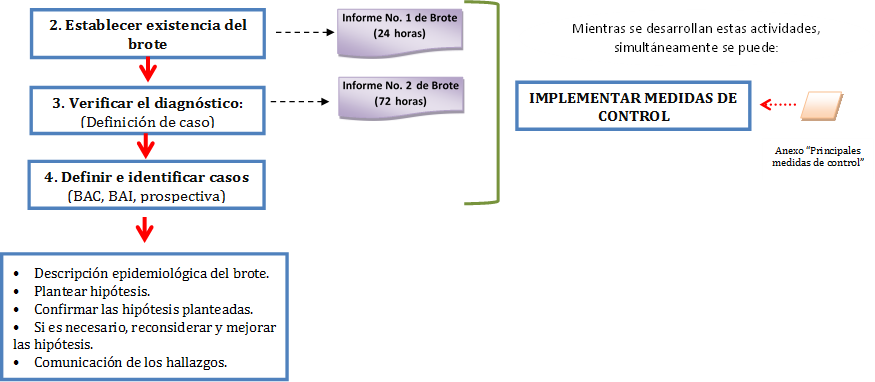 2. Establecer existencia del
brote
Informe No. 1 de Brote
(24 horas)
Mientras se desarrollan estas actividades,
simultáneamente se puede:
3. Verificar el diagnóstico:
(Definición de caso)
Informe No. 2 de Brote
(72 horas)
IMPLEMENTAR MEDIDAS DE
CONTROL
Anexo “Principales
medidas de control”
4. Definir e identificar casos
(BAC, BAI, prospectiva)
• Descripción epidemiológica del brote.
• Plantear hipótesis.
• Confirmar las hipótesis planteadas.
• Si es necesario, reconsiderar y mejorar
las hipótesis.
• Comunicación de los hallazgos.